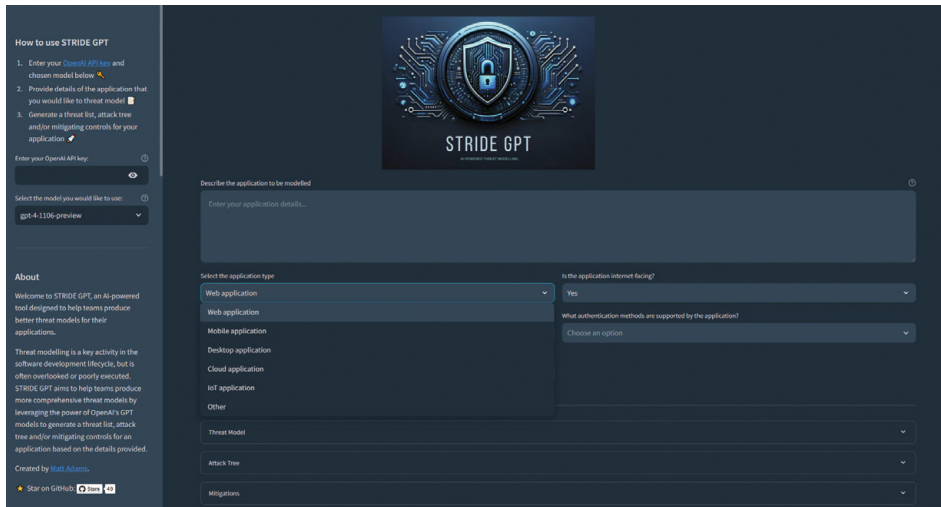 How to use STRIDE GPT
1. Enter your OpenAI API key and
chosen model below
2. Provide details of the application that
you would like to threat model
3. Generate a threat list, attack tree
and/or mitigating controls for your
application
Enter your OpenAI API key:
Select the model you would like to use:
gpt-4-1106-preview
About
Welcome to STRIDE GPT, an AI-powered
tool designed to help teams produce
better threat models for their
applications.
Threat modelling is a key activity in the
software development lifecycle, but is
often overlooked or poorly executed.
STRIDE GPT aims to help teams produce
more comprehensive threat models by
leveraging the power of OpenAI's GPT
models to generate a threat list, attack
tree and/or mitigating controls for an
application based on the details provided.
Created by Matt Adams.
Star on GitHub: Stars 49
STRIDE GPT
AI-POWERED THREAT MODELLING
Describe the application to be modelled
Enter your application details...
Select the application type
Web application
Web application
Mobile application
Desktop application
Cloud application
IoT application
Other
Is the application internet facing?
Yes
What authentication methods are supported by the application?
Choose an option
Threat Model
Attack Tree
Mitigations